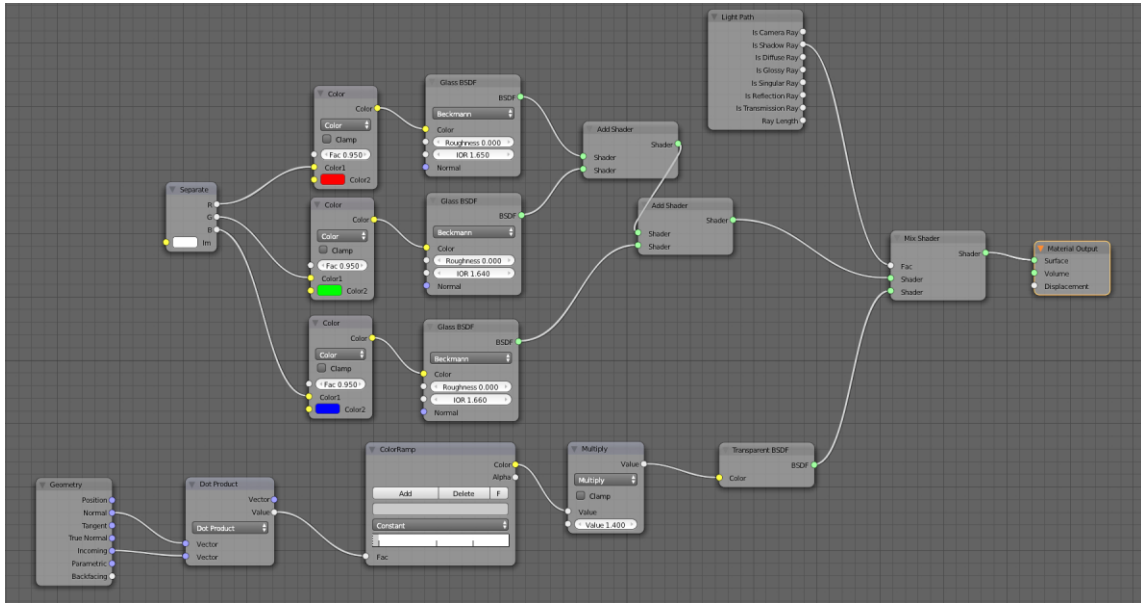 Light Path
Is Camera Ray
Is Shadow Ray
Is Diffuse Ray
Is Glossy Ray
Is Singular Ray
Is Reflection Ray
Is Transmission Ray
Ray Length
Color
Color
Color
Clamp
Fac 0.950
Color1
Color2
Glass BSDF
BSDF
Beckmann
Color
Roughness 0.000
IOR 1.650
Normal
Add Shader
Shader
Shader
Shader
Separate
R
G
B
Im
Color
Color
Color
Clamp
Fac 0.950
Color1
Color2
Glass BSDF
BSDF
Beckmann
Color
Roughness 0.000
IOR 1.640
Normal
Add Shader
Shader
Shader
Shader
Mix Shader
Shader
Fac
Shader
Shader
Material Output
Surface
Volume
Displacement
Color
Color
Color
Clamp
Fac 0.950
Color1
Color2
Glass BSDF
BSDF
Beckmann
Color
Roughness 0.000
IOR 1.660
Normal
Geometry
Position
Normal
Tangent
True Normal
Incoming
Parametric
Backfacing
Dot Product
Vector
Value
Dot Product
Vector
Vector
ColorRamp
Color
Alpha
Add Delete F
Constant
Fac
Multiply
Value
Multiply
Clamp
Value
Value 1.400
Transparent BSDF
BSDF
Color